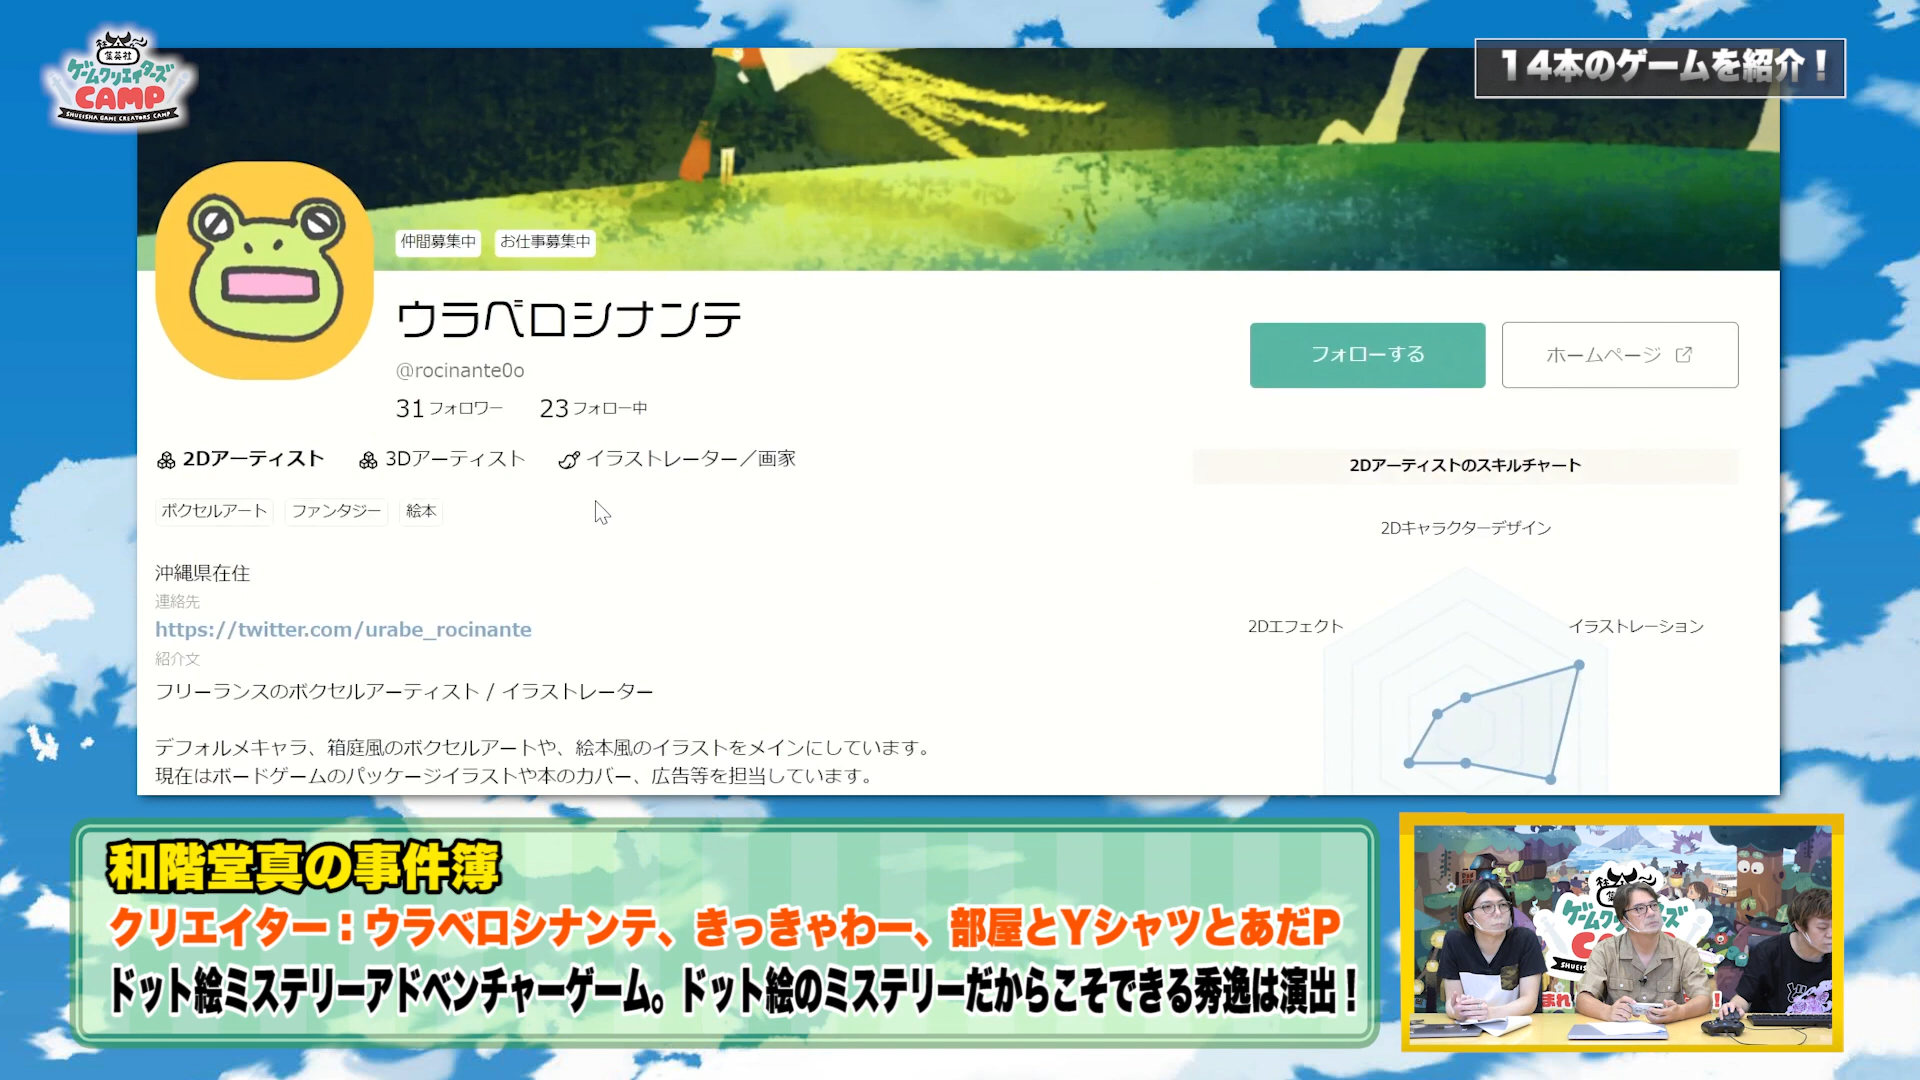 集英社
ゲームクリエイターズ
CAMP
SHUEISHA GAME CREATORS CAMP
14本のゲームを紹介！
仲間募集中 お仕事募集中
ウラベロシナンテ
@rocinante0o
31 フォロワー 23 フォロー中
フォローする ホームページ
2Dアーティスト 3Dアーティスト イラストレーター／画家
ボクセルアート ファンタジー 絵本
2Dアーティストのスキルチャート
2Dキャラクターデザイン
2Dエフェクト イラストレーション
沖縄県在住
連絡先
https://twitter.com/urabe_rocinante
紹介文
フリーランスのボクセルアーティスト / イラストレーター
デフォルメキャラ、箱庭風のボクセルアートや、絵本風のイラストをメインにしています。
現在はボードゲームのパッケージイラストや本のカバー、広告等を担当しています。
和階堂真の事件簿
クリエイター：ウラベロシナンテ、きっきゃわー、部屋とYシャツとあだP
ドット絵ミステリーアドベンチャーゲーム。ドット絵のミステリーだからこそできる秀逸は演出！